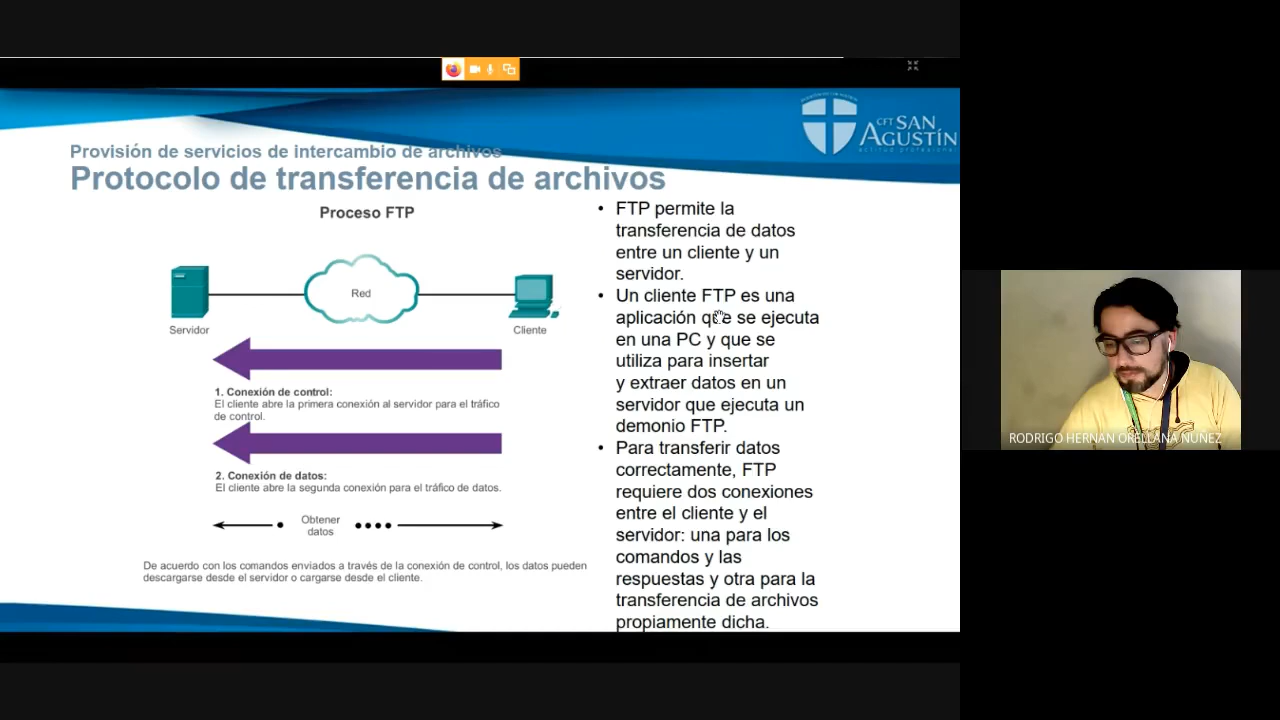 CFT SAN
AGUSTÍN
Provisión de servicios de intercambio de archivos
Protocolo de transferencia de archivos
Proceso FTP
Red
Servidor
Cliente
1. Conexión de control:
El cliente abre la primera conexión al servidor para el tráfico
de control.
2. Conexión de datos:
El cliente abre la segunda conexión para el tráfico de datos.
Obtener
datos
De acuerdo con los comandos enviados a través de la conexión de control, los datos pueden
descargarse desde el servidor o cargarse desde el cliente.
• FTP permite la
transferencia de datos
entre un cliente y un
servidor.
• Un cliente FTP es una
aplicación que se ejecuta
en una PC y que se
utiliza para insertar
y extraer datos en un
servidor que ejecuta un
demonio FTP.
• Para transferir datos
correctamente, FTP
requiere dos conexiones
entre el cliente y el
servidor: una para los
comandos y las
respuestas y otra para la
transferencia de archivos
propiamente dicha.
RODRIGO HERNAN ORELLANA NUNEZ